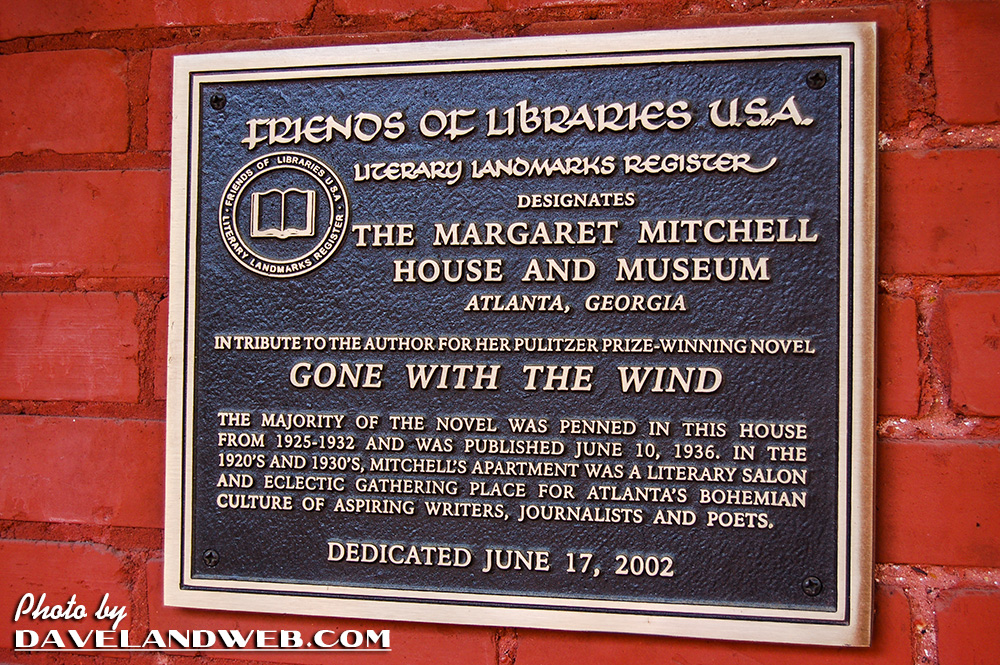 FRIENDS OF LIBRARIES U.S.A.
LITERARY LANDMARKS REGISTER
· FRIENDS OF LIBRARIES U.S.A · LITERARY LANDMARKS REGISTER
DESIGNATES
THE MARGARET MITCHELL
HOUSE AND MUSEUM
ATLANTA, GEORGIA
IN TRIBUTE TO THE AUTHOR FOR HER PULITZER PRIZE-WINNING NOVEL
GONE WITH THE WIND
THE MAJORITY OF THE NOVEL WAS PENNED IN THIS HOUSE
FROM 1925-1932 AND WAS PUBLISHED JUNE 10, 1936. IN THE
1920'S AND 1930'S, MITCHELL'S APARTMENT WAS A LITERARY SALON
AND ECLECTIC GATHERING PLACE FOR ATLANTA'S BOHEMIAN
CULTURE OF ASPIRING WRITERS, JOURNALISTS AND POETS.
DEDICATED JUNE 17, 2002
Photo by
DAVELANDWEB.COM